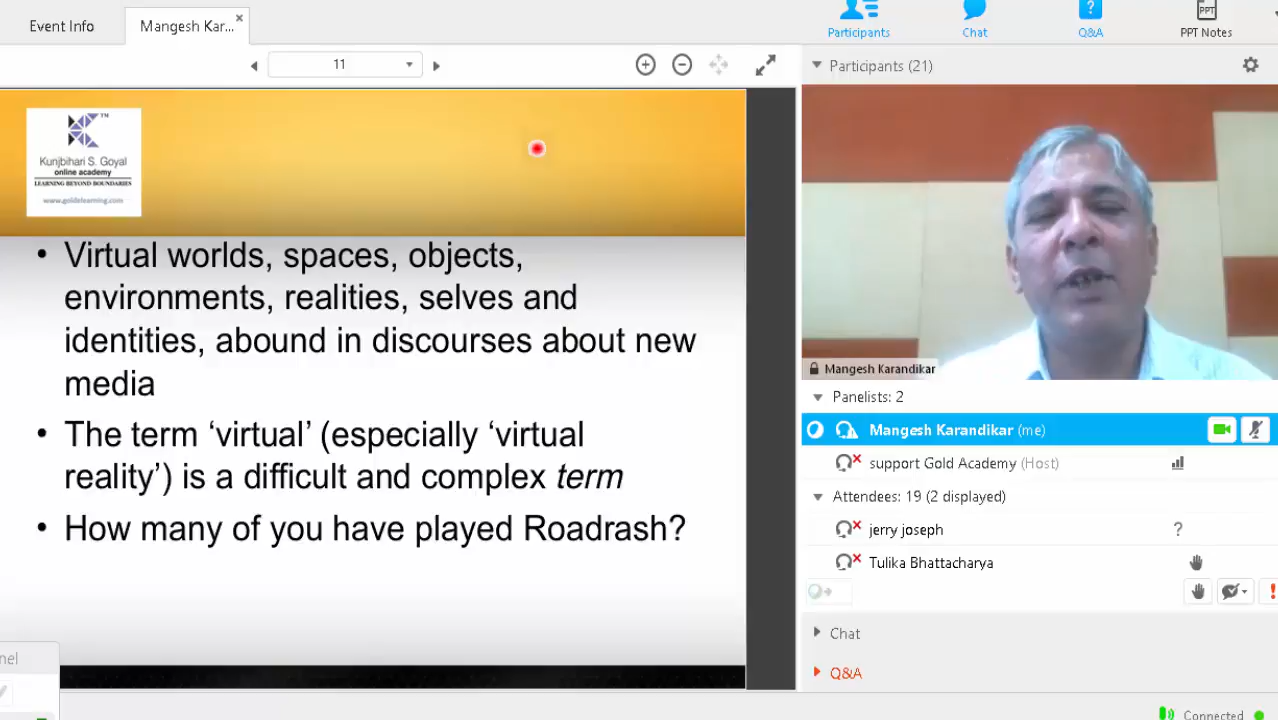 Event Info
Mangesh Kar...
Participants
Chat
Q&A
PPT Notes
11
Participants (21)
TM
Kunjbihari S. Goyal
online academy
LEARNING BEYOND BOUNDARIES
www.goldelearning.com
• Virtual worlds, spaces, objects,
environments, realities, selves and
identities, abound in discourses about new
media
• The term ‘virtual’ (especially ‘virtual
reality’) is a difficult and complex term
• How many of you have played Roadrash?
Mangesh Karandikar
Panelists: 2
Mangesh Karandikar (me)
support Gold Academy (Host)
Attendees: 19 (2 displayed)
jerry joseph
Tulika Bhattacharya
Chat
Q&A
nel
Connected